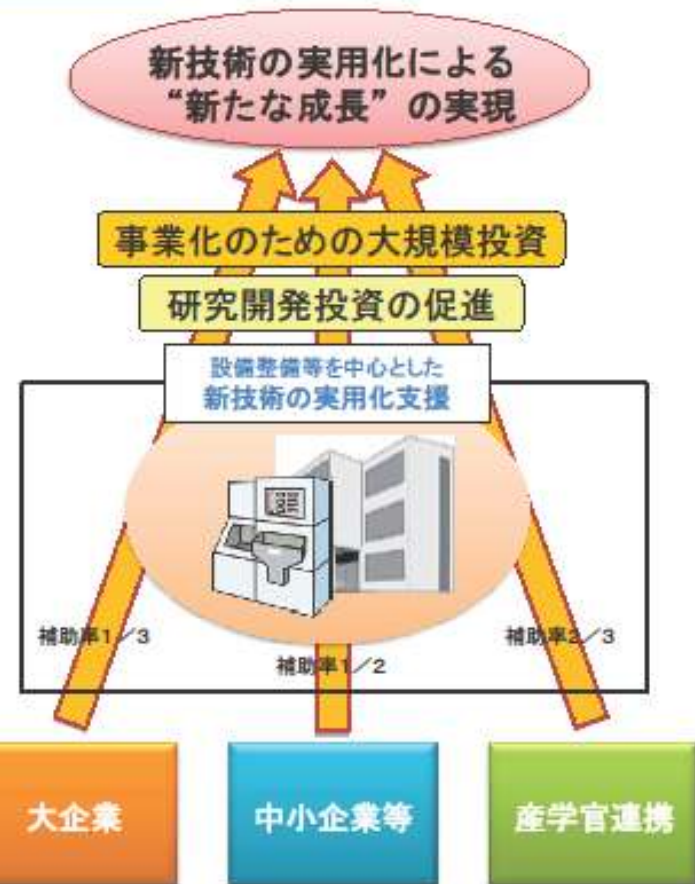 新技術の実用化による
“新たな成長”の実現
事業化のための大規模投資
研究開発投資の促進
設備整備等を中心とした
新技術の実用化支援
補助率1／3
補助率1／2
補助率2／3
大企業
中小企業等
産学官連携